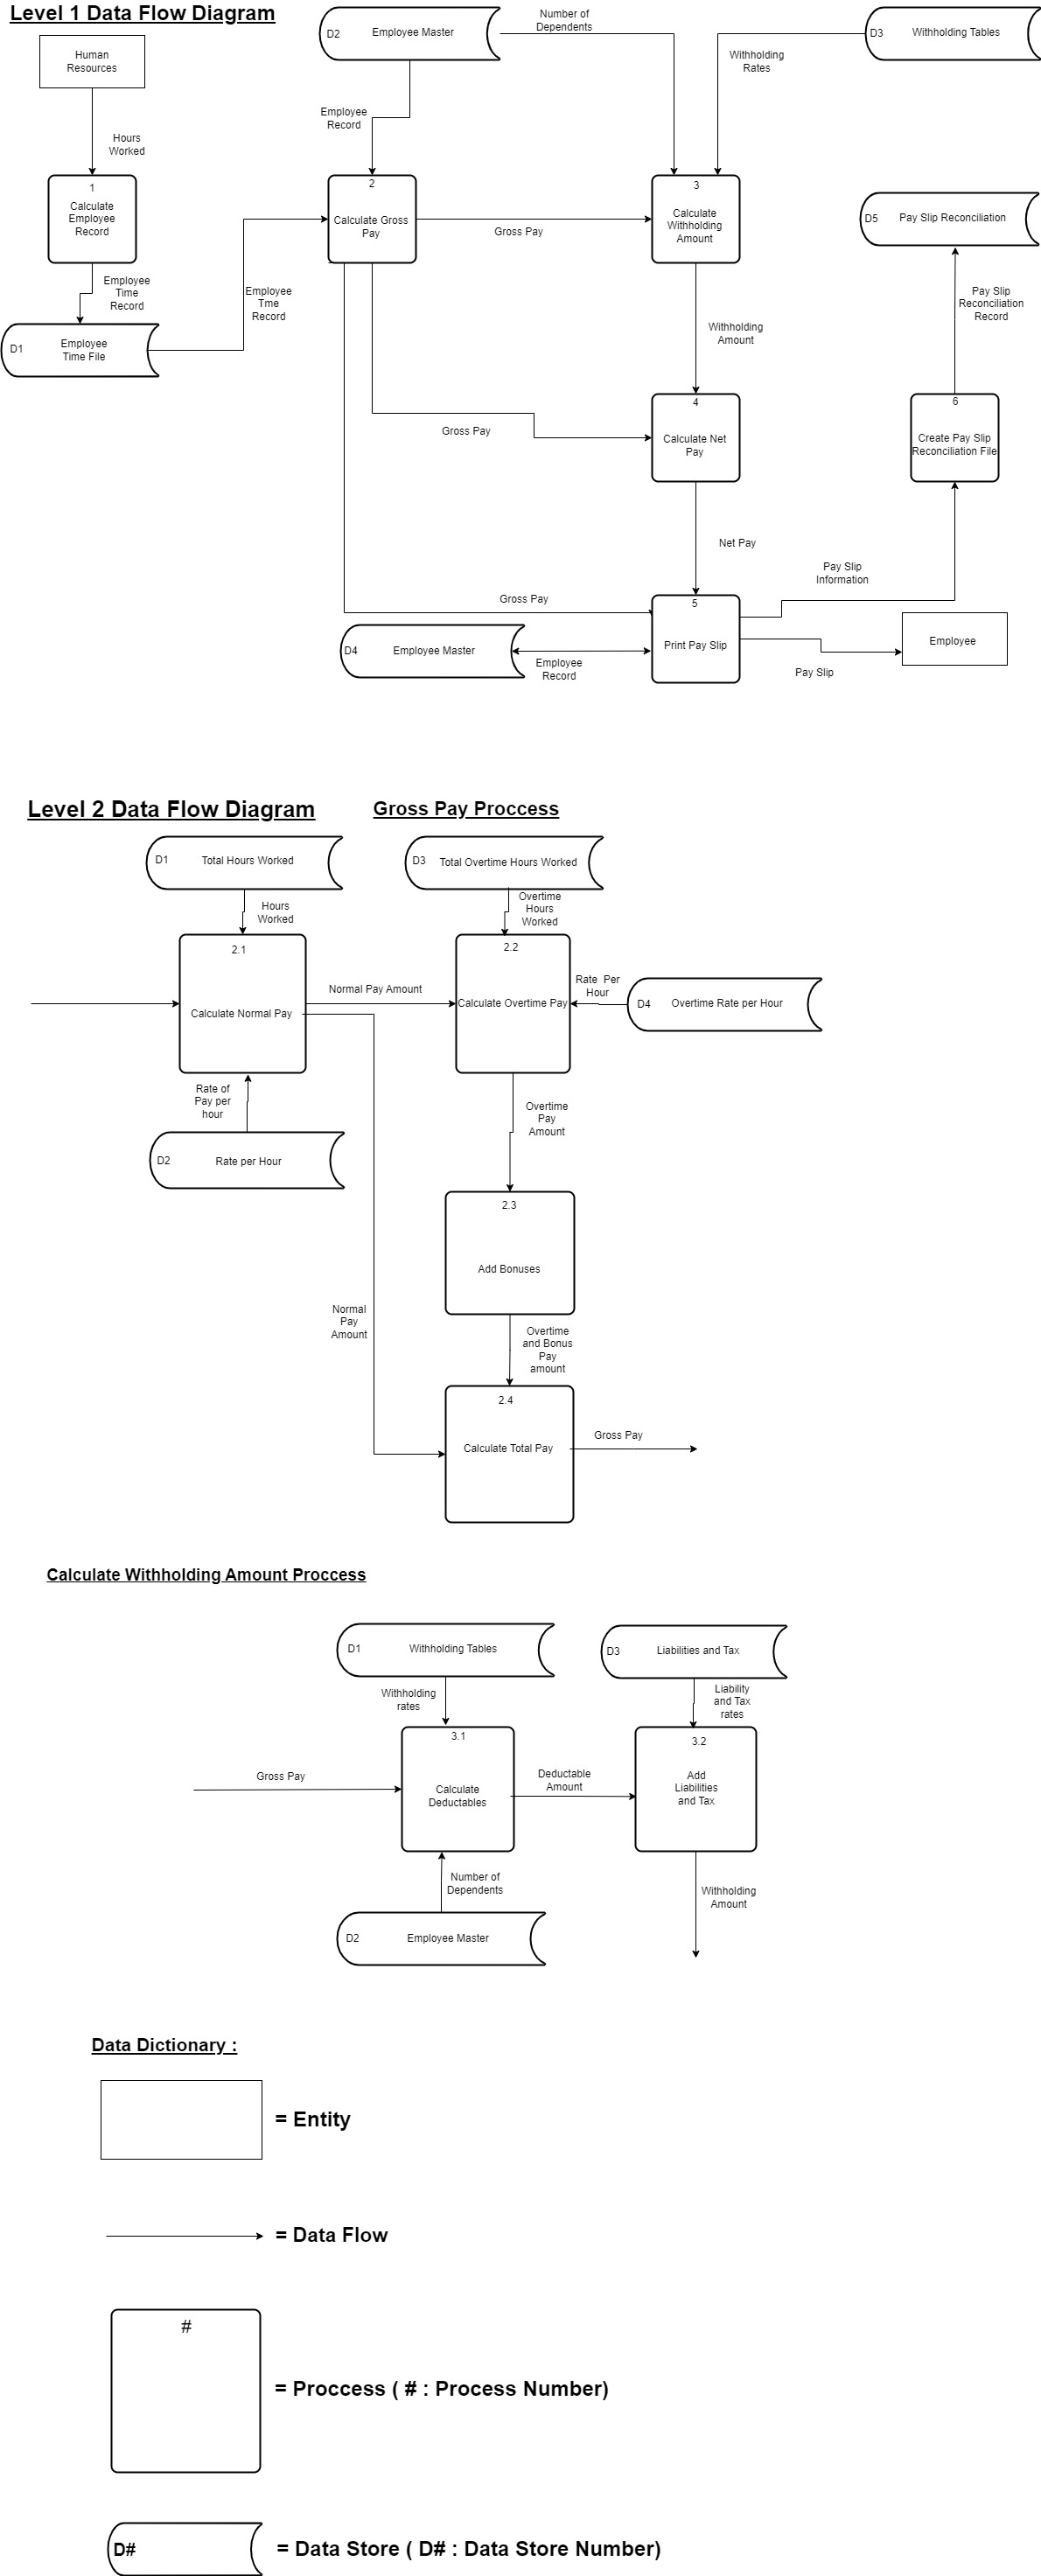 Level 1 Data Flow Diagram
Human
Resources
Hours
Worked
1
Calculate
Employee
Record
Employee
Time
Record
D1
Employee
Time File
Employee
Tme
Record
D2
Employee Master
Number of
Dependents
Employee
Record
2
Calculate Gross
Pay
Gross Pay
D3
Withholding Tables
Withholding
Rates
3
Calculate
Withholding
Amount
Withholding
Amount
Gross Pay
4
Calculate Net
Pay
Net Pay
Gross Pay
5
Print Pay Slip
D4
Employee Master
Employee
Record
Pay Slip
Information
Pay Slip
Employee
6
Create Pay Slip
Reconciliation File
Pay Slip
Reconciliation
Record
D5
Pay Slip Reconciliation
Level 2 Data Flow Diagram
Gross Pay Proccess
D1
Total Hours Worked
Hours
Worked
2.1
Calculate Normal Pay
Rate of
Pay per
hour
D2
Rate per Hour
Normal Pay Amount
D3
Total Overtime Hours Worked
Overtime
Hours
Worked
2.2
Calculate Overtime Pay
Rate Per
Hour
D4
Overtime Rate per Hour
Overtime
Pay
Amount
2.3
Add Bonuses
Normal
Pay
Amount
Overtime
and Bonus
Pay
amount
2.4
Calculate Total Pay
Gross Pay
Calculate Withholding Amount Proccess
D1
Withholding Tables
Withholding
rates
Gross Pay
3.1
Calculate
Deductables
Number of
Dependents
D2
Employee Master
Deductable
Amount
D3
Liabilities and Tax
Liability
and Tax
rates
3.2
Add
Liabilities
and Tax
Withholding
Amount
Data Dictionary :
= Entity
= Data Flow
#
= Proccess ( # : Process Number)
D#
= Data Store ( D# : Data Store Number)